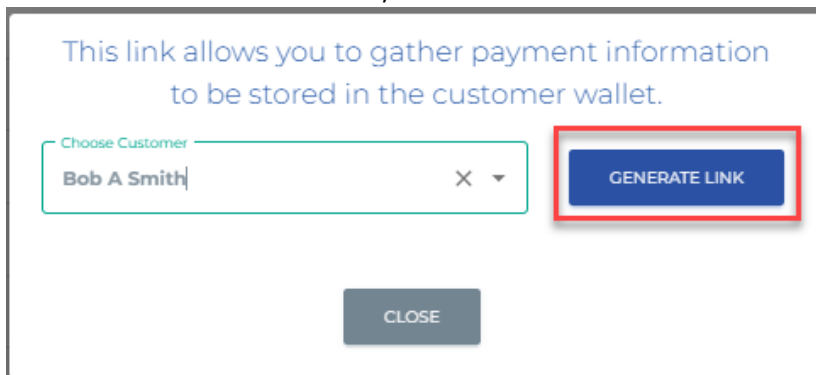 This link allows you to gather payment information
to be stored in the customer wallet.
Choose Customer
Bob A Smith
GENERATE LINK
CLOSE